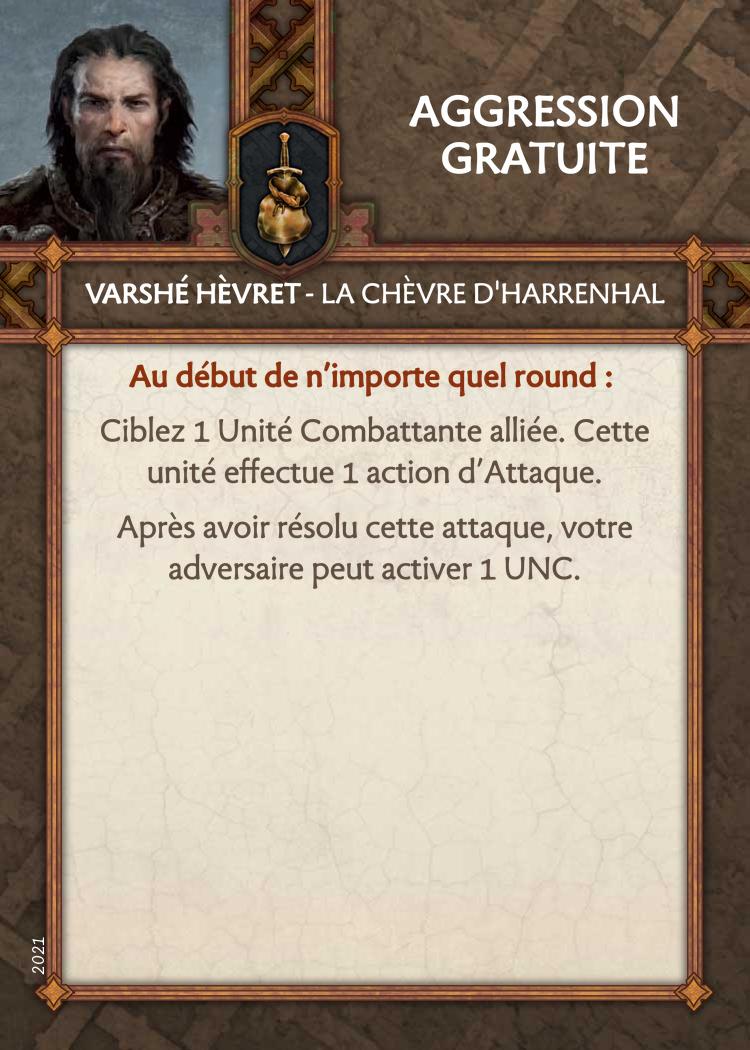 AGGRESSION
GRATUITE
VARSHÉ HÈVRET - LA CHÈVRE D'HARRENHAL
Au début de n'importe quel round :
Ciblez 1 Unité Combattante alliée. Cette
unité effectue 1 action d'Attaque.
Après avoir résolu cette attaque, votre
adversaire peut activer 1 UNC.
2021